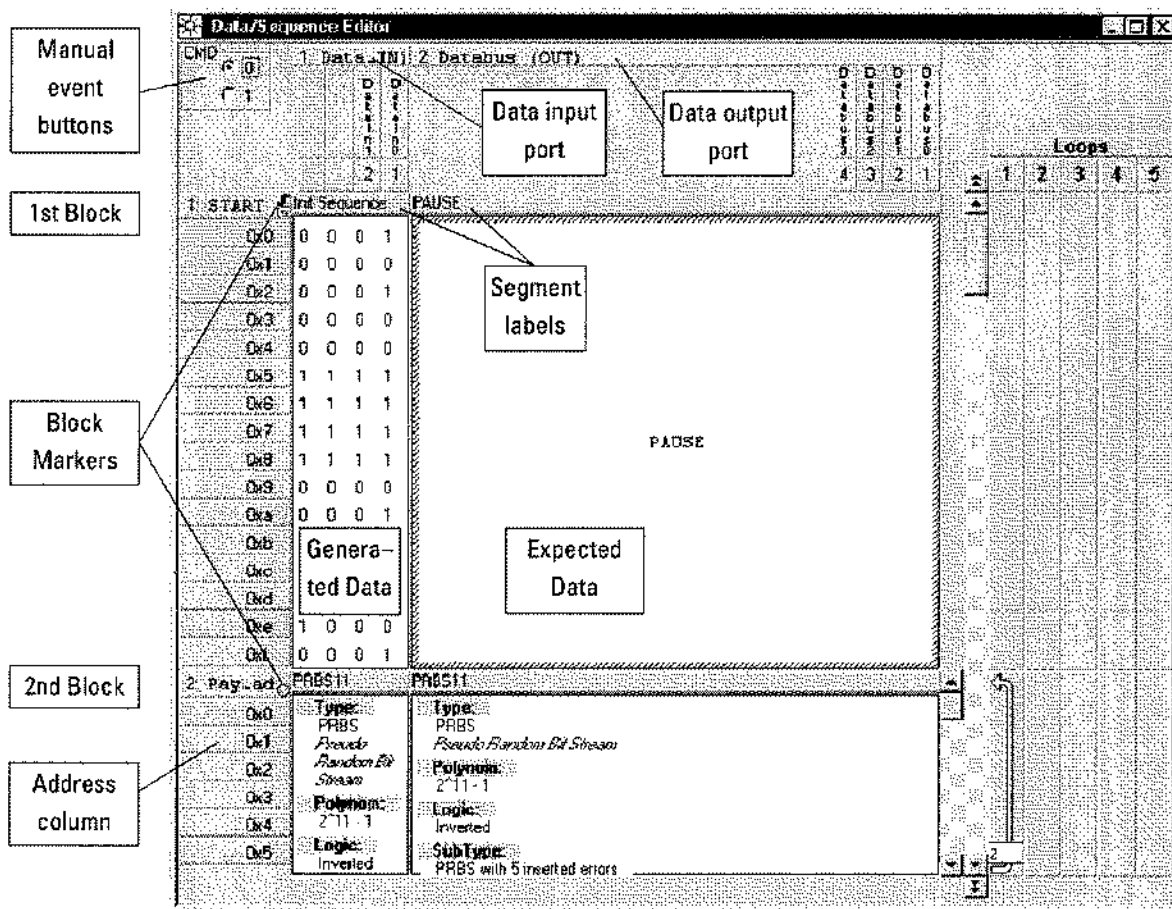 Data/Sequence Editor
Manual
event
buttons
CMD
0
1
1 Data_IN
2 Databus (OUT)
Data input
port
Data output
port
2 1
4 3 2 1
Loops
1 2 3 4 5
1st Block
1 START
Init Sequence
PAUSE
0x0 0 0 0 1
0x1 0 0 0 0
0x2 0 0 0 1
0x3 0 0 0 0
0x4 0 0 0 0
0x5 1 1 1 1
0x6 1 1 1 1
0x7 1 1 1 1
0x8 1 1 1 1
0x9 0 0 0 0
0xa 0 0 0 1
0xb
0xc
0xd
0xe 1 0 0 0
0 0 0 1
Segment
labels
Block
Markers
PAUSE
Genera-
ted Data
Expected
Data
2nd Block
2 Pay_ad
PRBS11
PRBS11
0x0
0x1
0x2
0x3
0x4
0x5
Address
column
Type:
PRBS
Pseudo
Random Bit
Stream
Polynom:
2^11 - 1
Logic:
Inverted
Type:
PRBS
Pseudo Random Bit Stream
Polynom:
2^11 - 1
Logic:
Inverted
SubType:
PRBS with 5 inserted errors
2